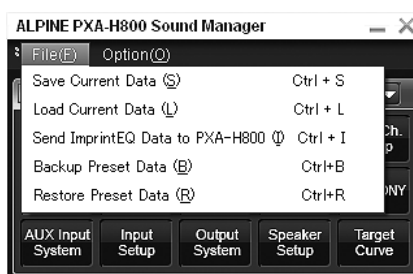 ALPINE PXA-H800 Sound Manager
File(F) Option(O)
Save Current Data (S) Ctrl + S
Load Current Data (L) Ctrl + L
Send ImprintEQ Data to PXA-H800 (I) Ctrl + I
Backup Preset Data (B) Ctrl+B
Restore Preset Data (R) Ctrl+R
AUX Input System
Input Setup
Output System
Speaker Setup
Target Curve